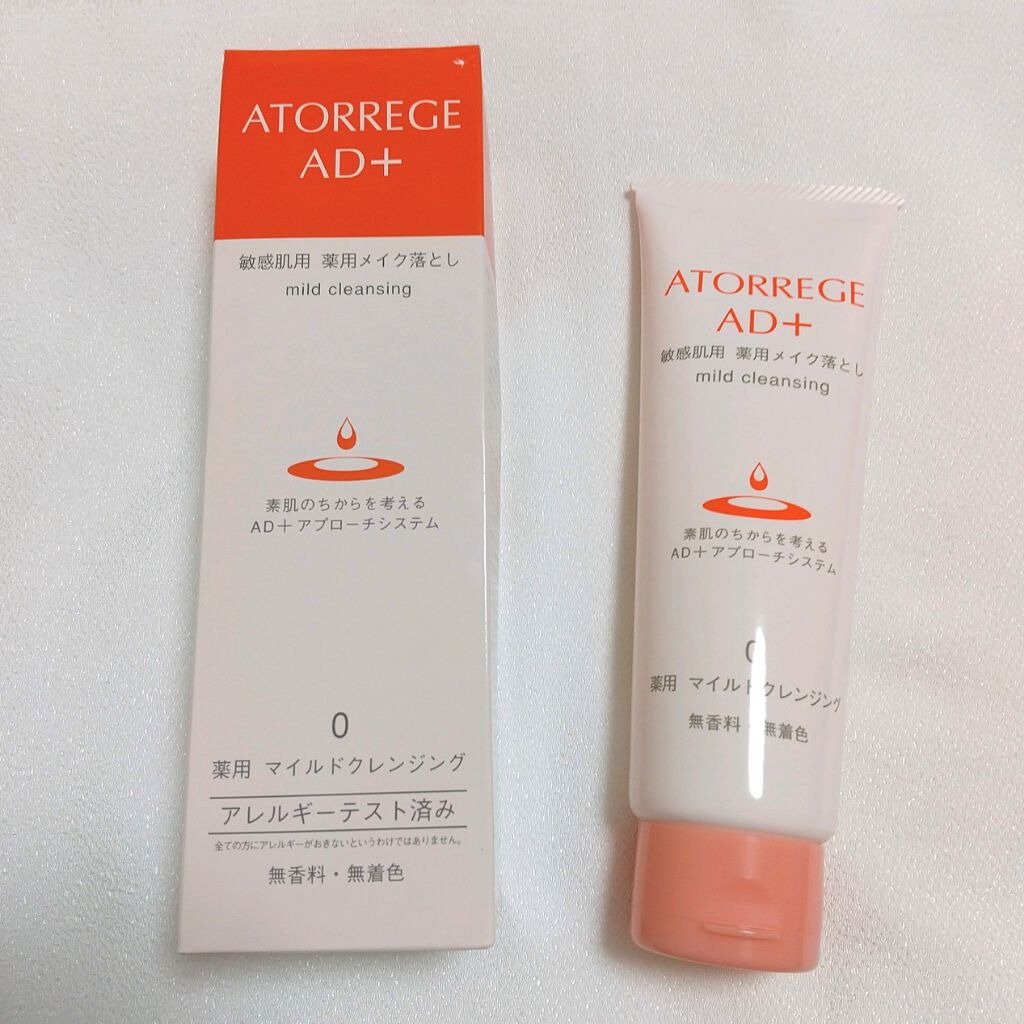 ATORREGE
AD+
敏感肌用 薬用メイク落とし
mild cleansing
素肌のちからを考える
AD+アプローチシステム
0
薬用 マイルドクレンジング
アレルギーテスト済み
全ての方にアレルギーがおきないというわけではありません。
無香料・無着色
ATORREGE
AD+
敏感肌用 薬用メイク落とし
mild cleansing
素肌のちからを考える
AD+アプローチシステム
0
薬用 マイルドクレンジング
無香料・無着色